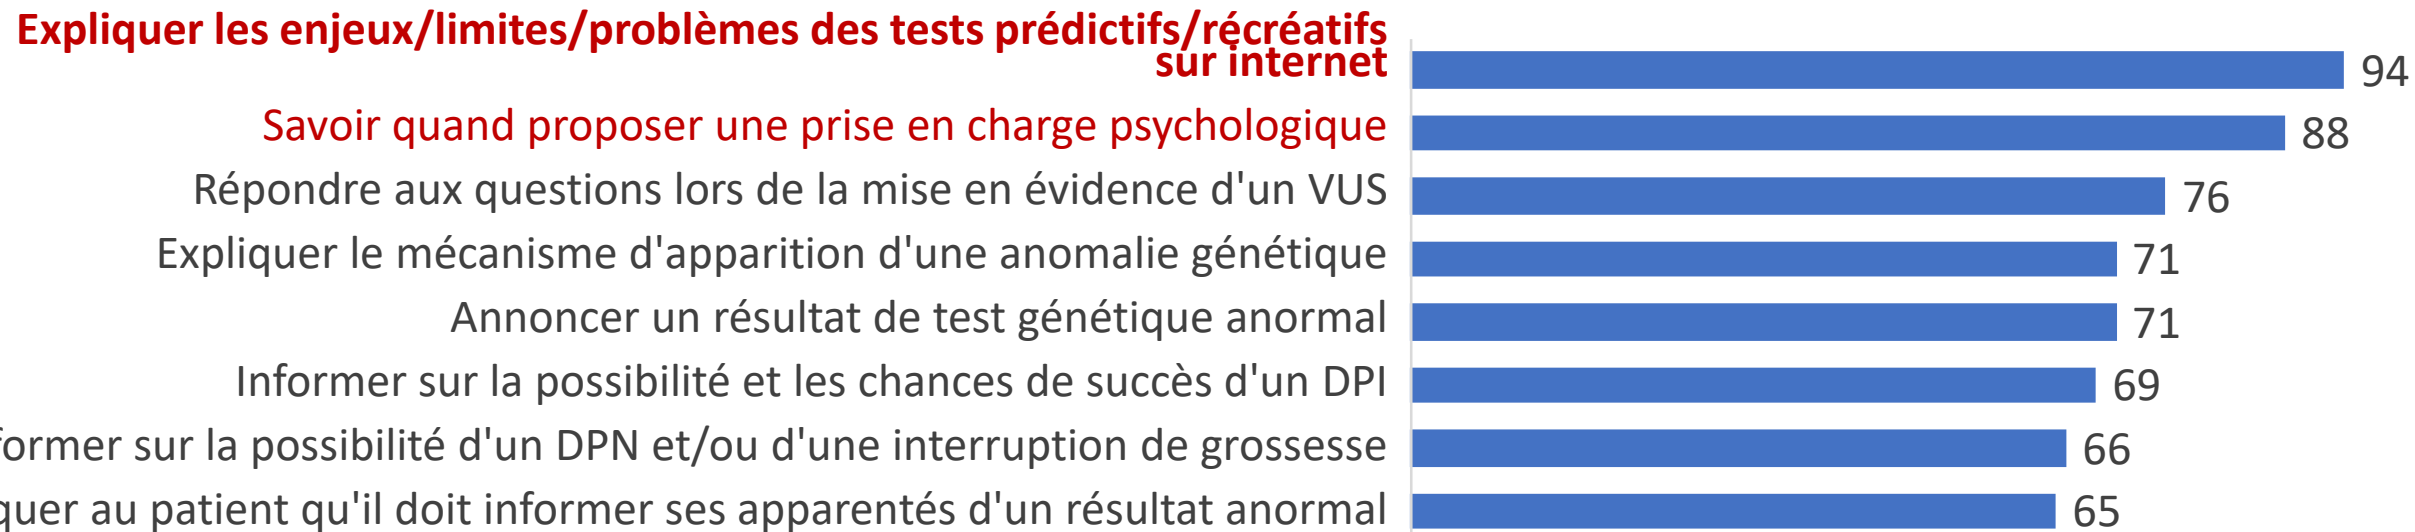 Expliquer les enjeux/limites/problèmes des tests prédictifs/récréatifs
sur internet
94
Savoir quand proposer une prise en charge psychologique
88
Répondre aux questions lors de la mise en évidence d'un VUS
76
Expliquer le mécanisme d'apparition d'une anomalie génétique
71
Annoncer un résultat de test génétique anormal
71
Informer sur la possibilité et les chances de succès d'un DPI
69
former sur la possibilité d'un DPN et/ou d'une interruption de grossesse
66
quer au patient qu'il doit informer ses apparentés d'un résultat anormal
65